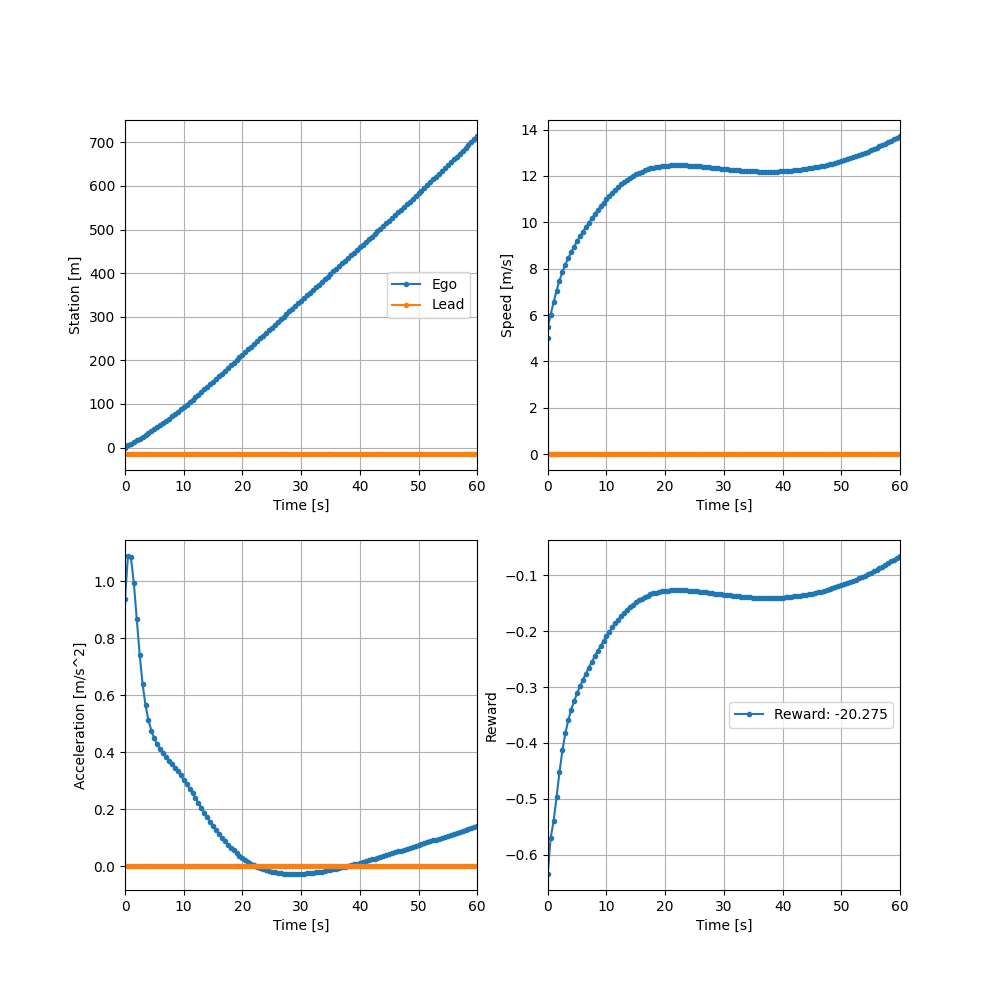 700
600
500
400
300
200
100
0
Station [m]
Ego
Lead
0 10 20 30 40 50 60
Time [s]
14
12
10
8
6
4
2
0
Speed [m/s]
0 10 20 30 40 50 60
Time [s]
1.0
0.8
0.6
0.4
0.2
0.0
Acceleration [m/s^2]
0 10 20 30 40 50 60
Time [s]
−0.1
−0.2
−0.3
−0.4
−0.5
−0.6
Reward
Reward: -20.275
0 10 20 30 40 50 60
Time [s]